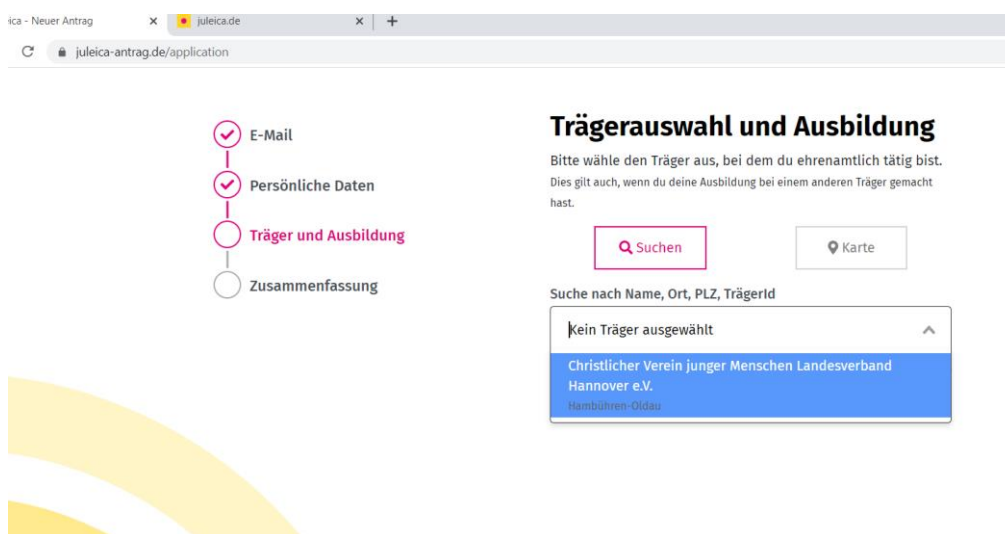 ica - Neuer Antrag
juleica.de
juleica-antrag.de/application
E-Mail
Persönliche Daten
Träger und Ausbildung
Zusammenfassung
Trägerauswahl und Ausbildung
Bitte wähle den Träger aus, bei dem du ehrenamtlich tätig bist.
Dies gilt auch, wenn du deine Ausbildung bei einem anderen Träger gemacht
hast.
Suchen
Karte
Suche nach Name, Ort, PLZ, TrägerId
Kein Träger ausgewählt
Christlicher Verein junger Menschen Landesverband
Hannover e.V.
Hambühren-Oldau